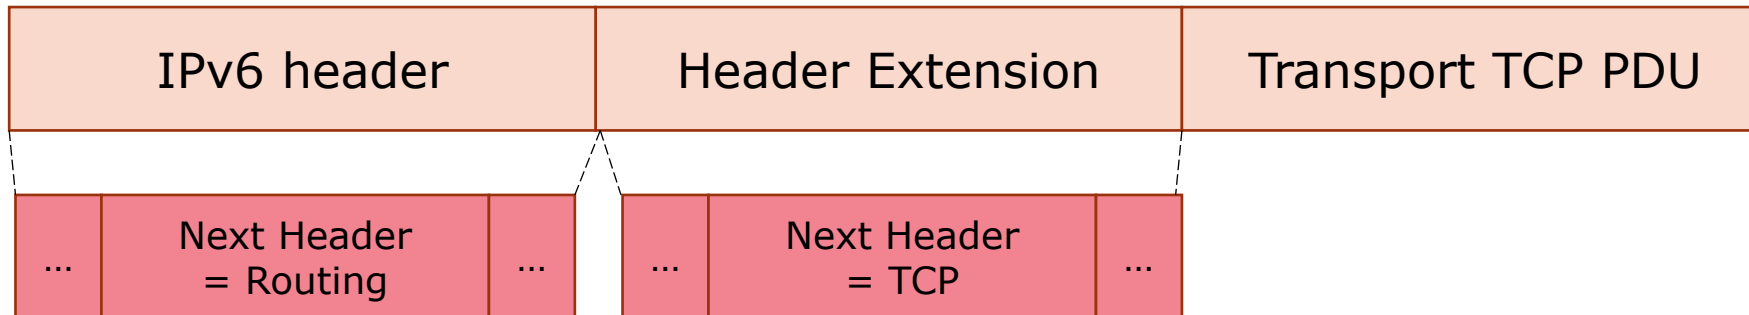 IPv6 header
Header Extension
Transport TCP PDU
...
Next Header
= Routing
...
...
Next Header
= TCP
...